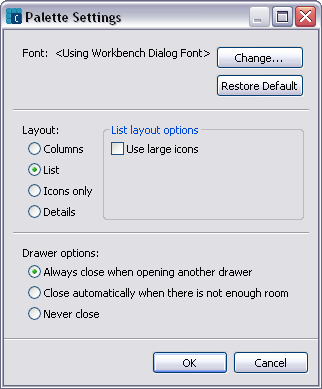 Palette Settings
Font: <Using Workbench Dialog Font> Change...
Restore Default
Layout:
Columns
List
Icons only
Details
List layout options
Use large icons
Drawer options:
Always close when opening another drawer
Close automatically when there is not enough room
Never close
OK Cancel